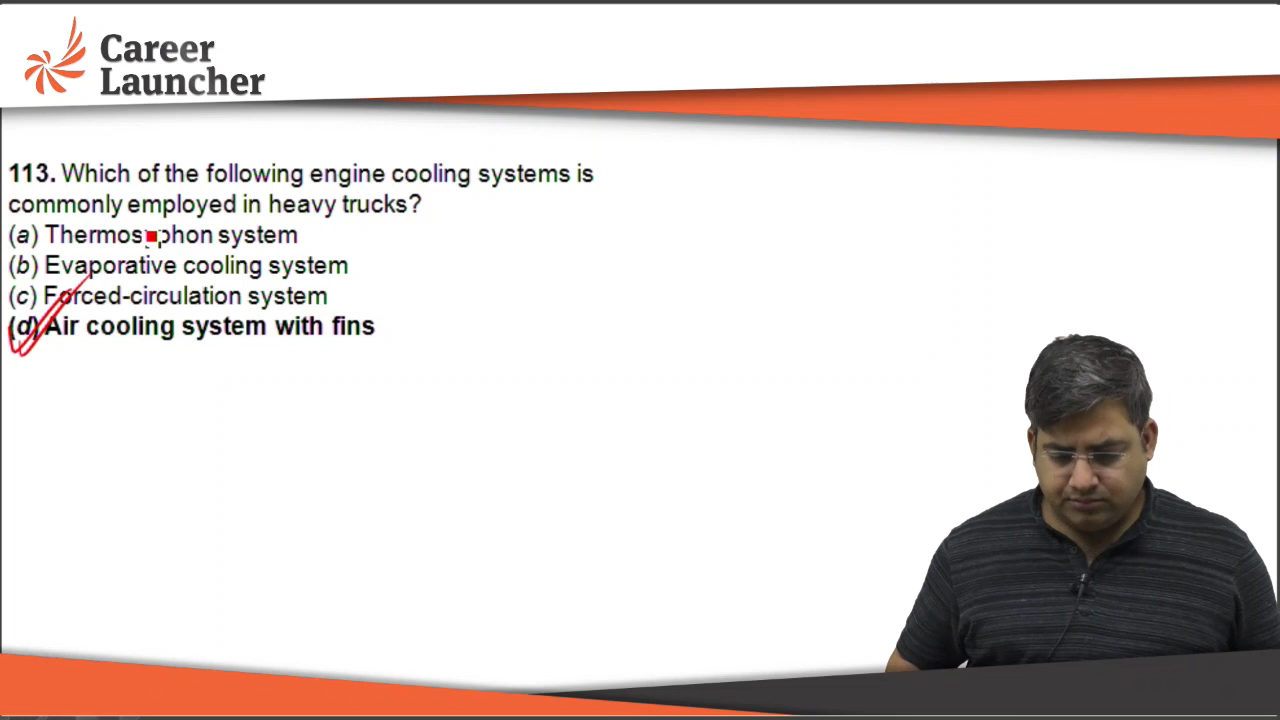 Career
Launcher
113. Which of the following engine cooling systems is
commonly employed in heavy trucks?
(a) Thermosyphon system
(b) Evaporative cooling system
(c) Forced-circulation system
(d) Air cooling system with fins